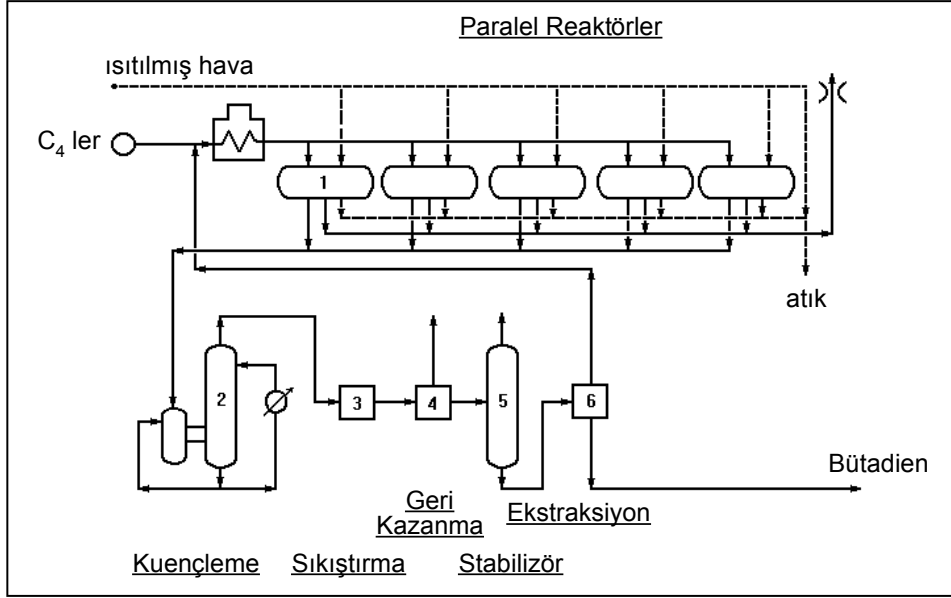 Paralel Reaktörler
ısıtılmış hava
C₄ ler
1
atık
2
3
4
5
6
Bütadien
Geri
Kazanma
Ekstraksiyon
Kuençleme
Sıkıştırma
Stabilizör